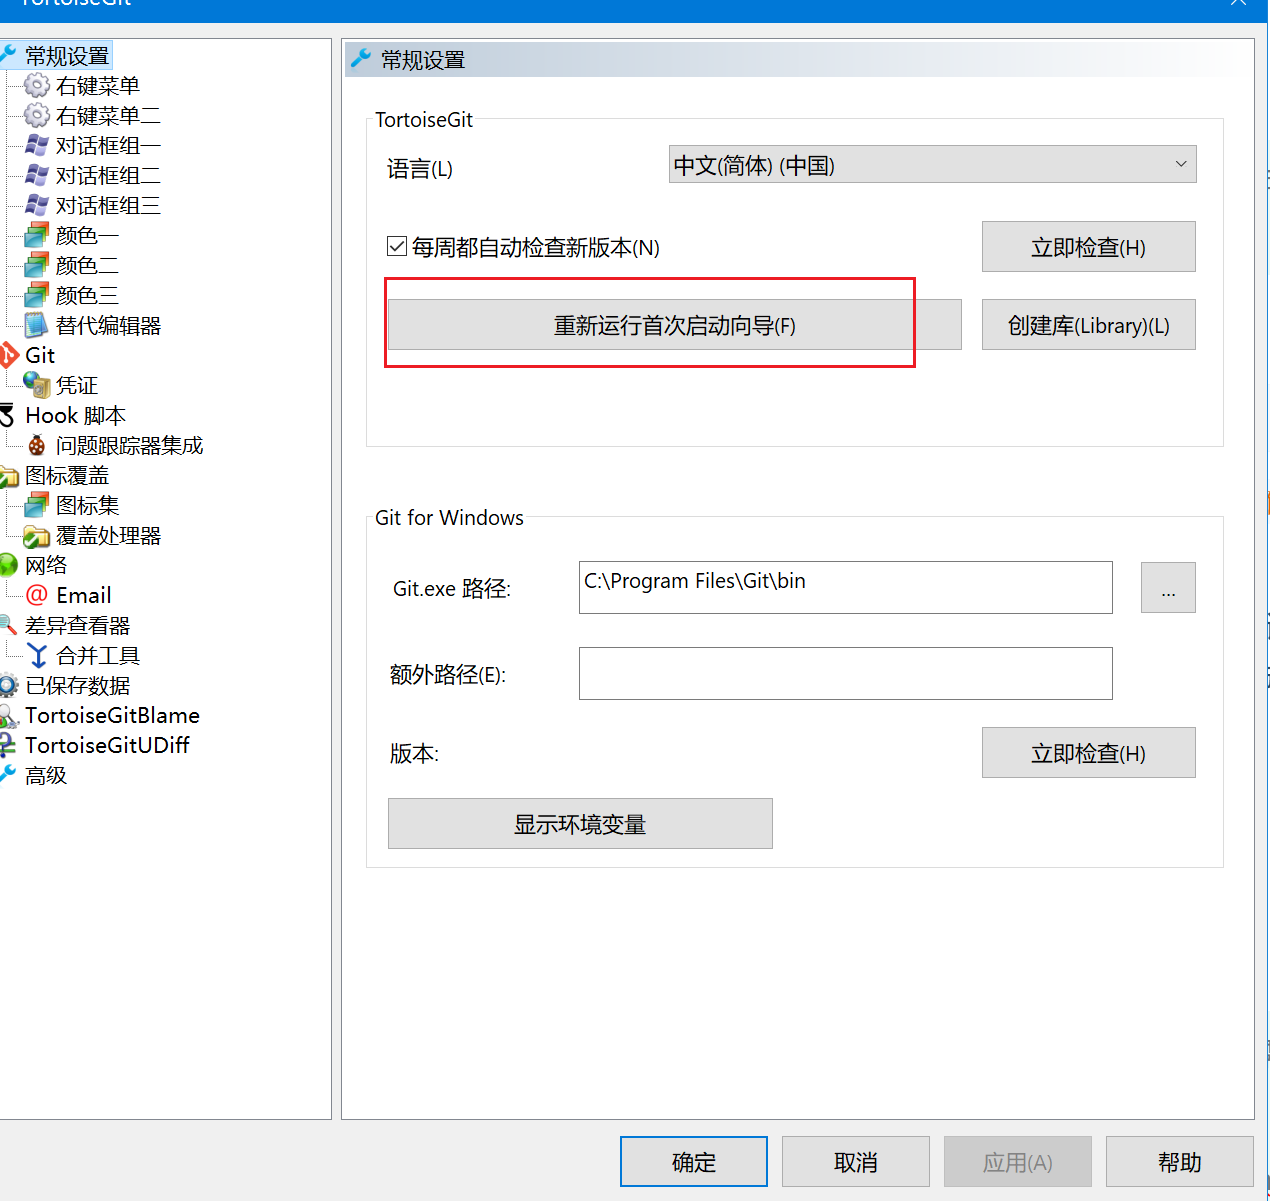 TortoiseGit
常规设置
右键菜单
右键菜单二
对话框组一
对话框组二
对话框组三
颜色一
颜色二
颜色三
替代编辑器
Git
凭证
Hook 脚本
问题跟踪器集成
图标覆盖
图标集
覆盖处理器
网络
Email
差异查看器
合并工具
已保存数据
TortoiseGitBlame
TortoiseGitUDiff
高级
常规设置
TortoiseGit
语言(L)
中文(简体) (中国)
每周都自动检查新版本(N)
立即检查(H)
重新运行首次启动向导(F)
创建库(Library)(L)
Git for Windows
Git.exe 路径:
C:\Program Files\Git\bin
...
额外路径(E):
版本:
立即检查(H)
显示环境变量
确定
取消
应用(A)
帮助